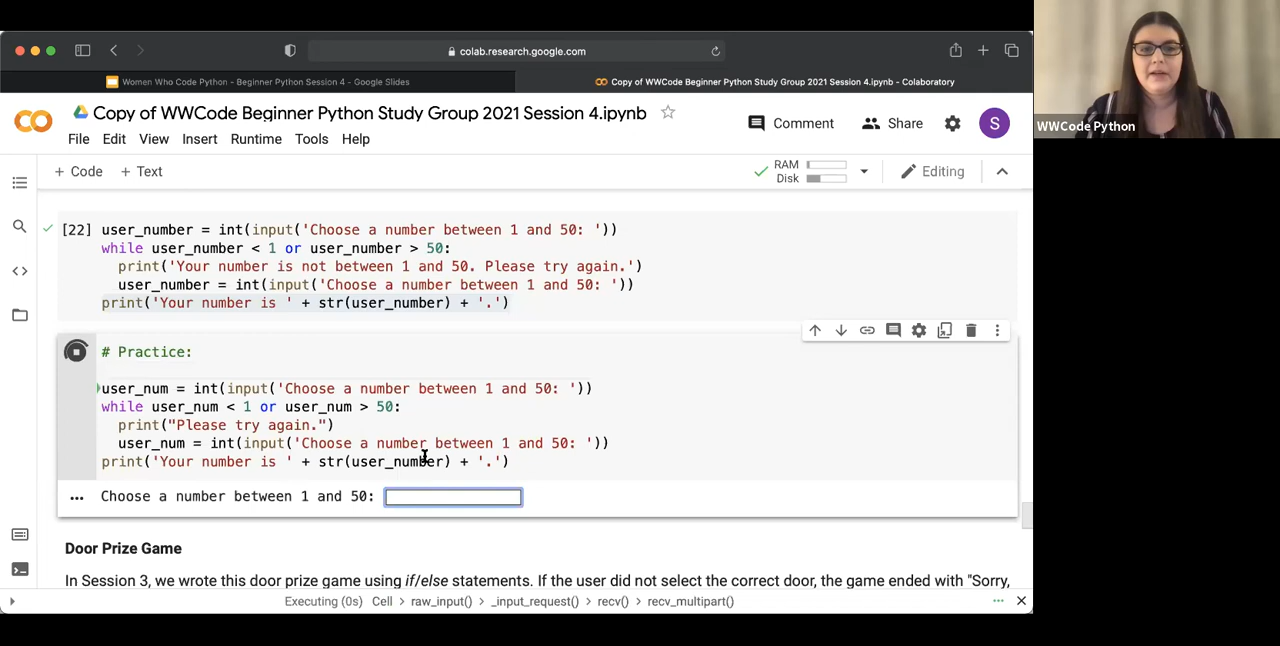 colab.research.google.com
Women Who Code Python - Beginner Python Session 4 - Google Slides
Copy of WWCode Beginner Python Study Group 2021 Session 4.ipynb - Colaboratory
Copy of WWCode Beginner Python Study Group 2021 Session 4.ipynb
Comment
Share
S
File Edit View Insert Runtime Tools Help
+ Code + Text
RAM
Disk
Editing
WWCode Python
[22] user_number = int(input('Choose a number between 1 and 50: '))
while user_number < 1 or user_number > 50:
print('Your number is not between 1 and 50. Please try again.')
user_number = int(input('Choose a number between 1 and 50: '))
print('Your number is ' + str(user_number) + '.')
# Practice:
user_num = int(input('Choose a number between 1 and 50: '))
while user_num < 1 or user_num > 50:
print("Please try again.")
user_num = int(input('Choose a number between 1 and 50: '))
print('Your number is ' + str(user_number) + '.')
Choose a number between 1 and 50:
Door Prize Game
In Session 3, we wrote this door prize game using if/else statements. If the user did not select the correct door, the game ended with "Sorry,
Executing (0s) Cell > raw_input() > _input_request() > recv() > recv_multipart()